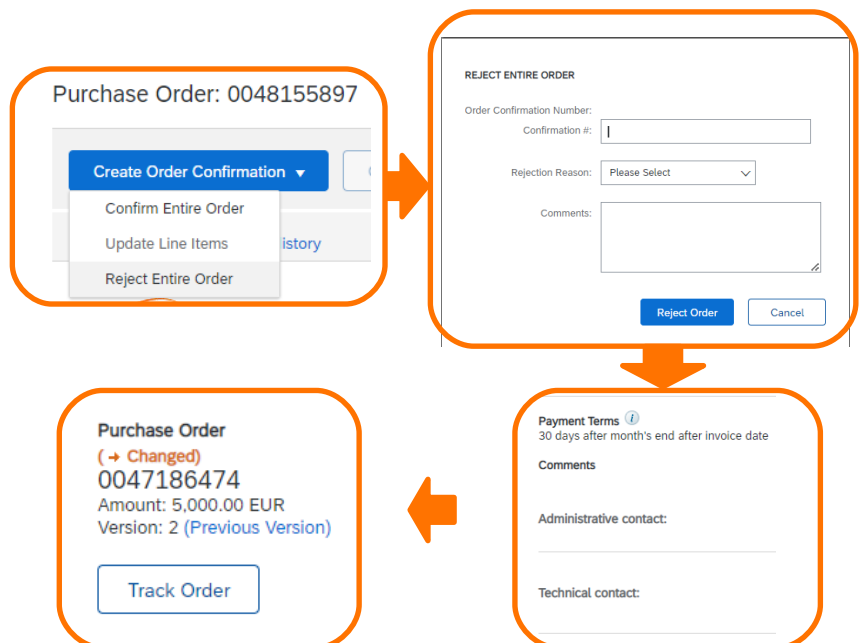 Purchase Order: 0048155897
Create Order Confirmation
Confirm Entire Order
Update Line Items
istory
Reject Entire Order
REJECT ENTIRE ORDER
Order Confirmation Number:
Confirmation #:
Rejection Reason: Please Select
Comments:
Reject Order Cancel
Payment Terms i
30 days after month's end after invoice date
Comments
Administrative contact:
Technical contact:
Purchase Order
(→ Changed)
0047186474
Amount: 5,000.00 EUR
Version: 2 (Previous Version)
Track Order